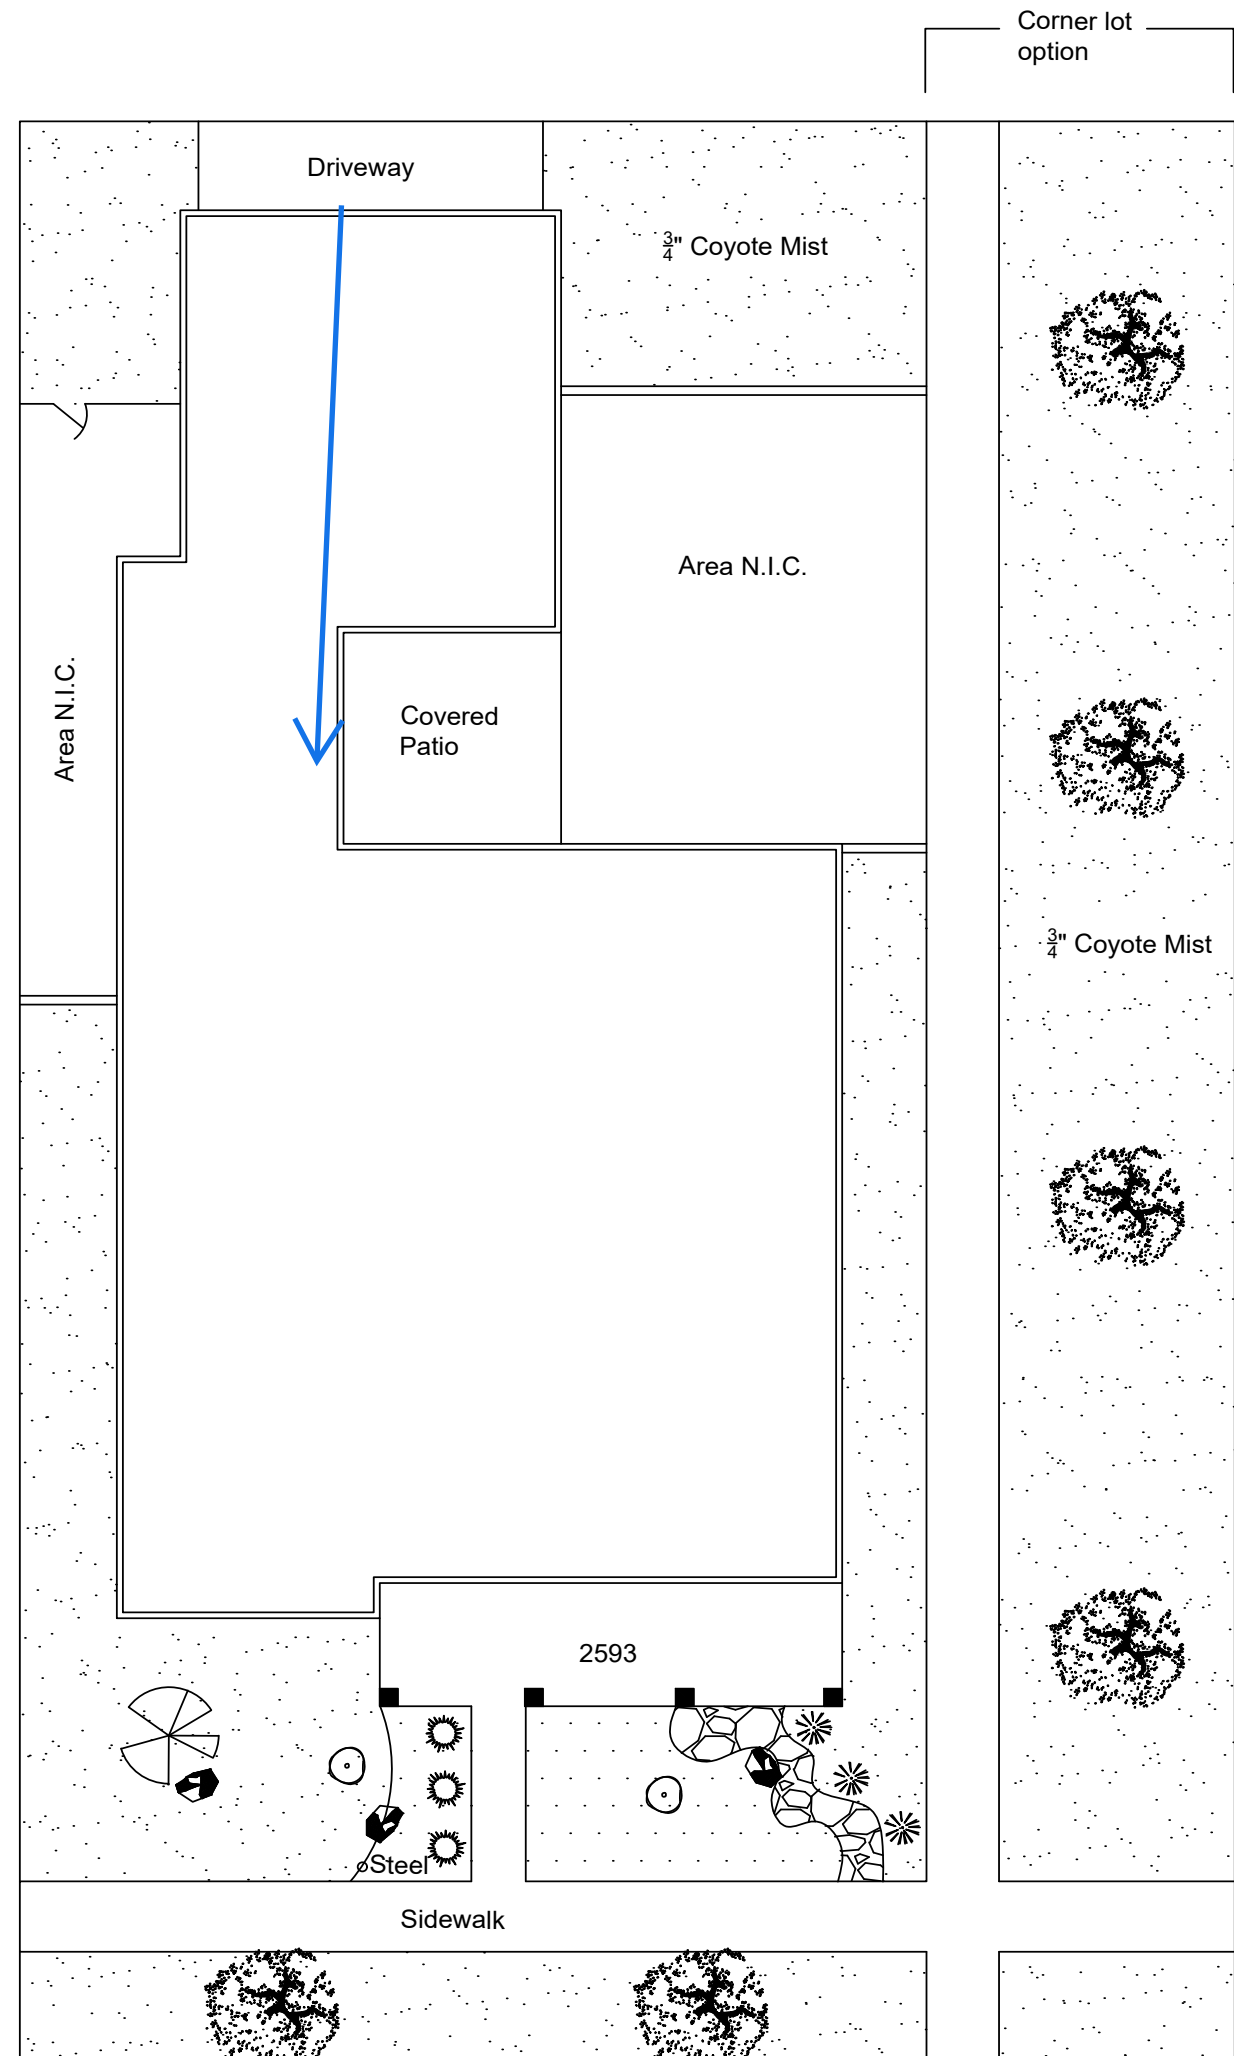 Corner lot
option
Driveway
3/4" Coyote Mist
Area N.I.C.
Area N.I.C.
Covered
Patio
3/4" Coyote Mist
2593
Steel
Sidewalk